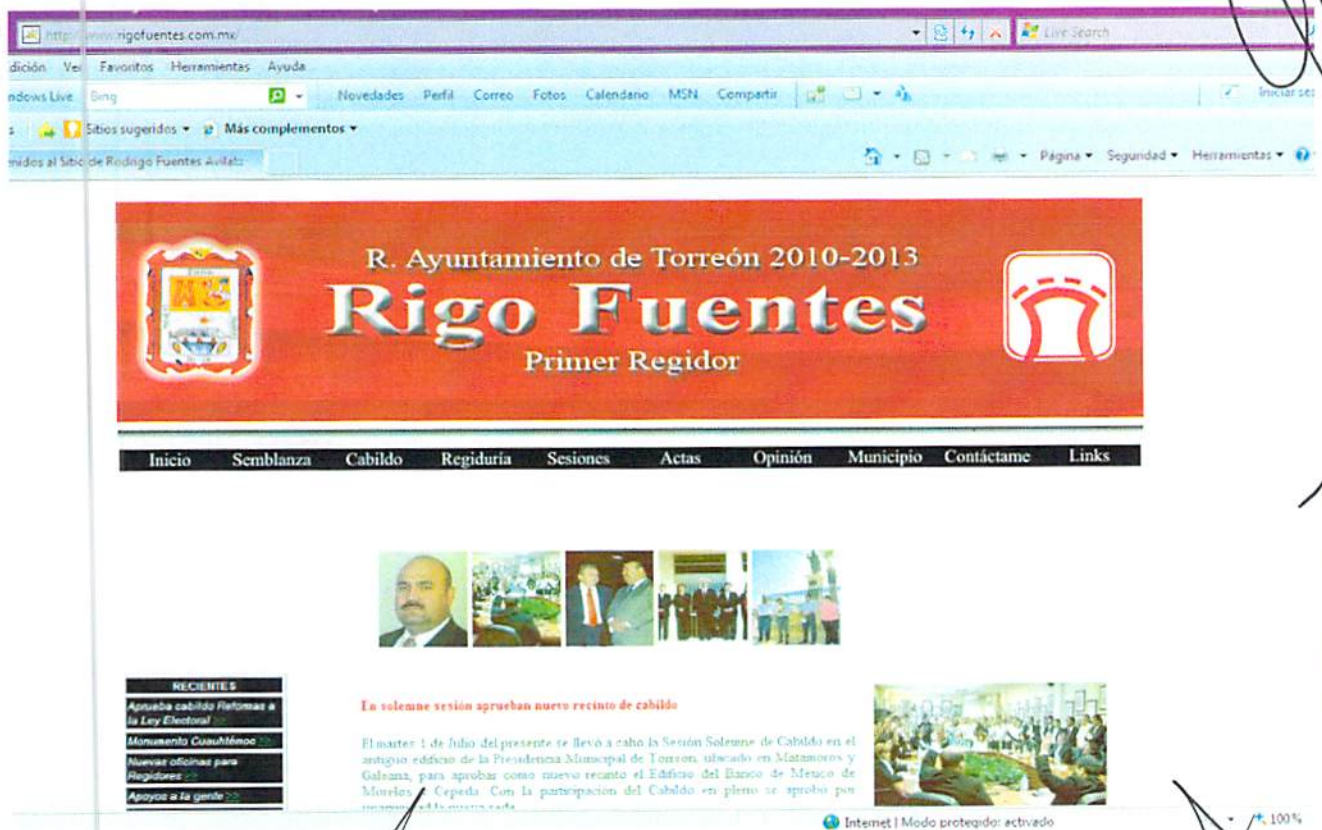 http://www.rigofuentes.com.mx/
Live Search
dición Ver Favoritos Herramientas Ayuda
ndows Live Bing Novedades Perfil Correo Fotos Calendario MSN Compartir Iniciar ses
s Sitios sugeridos Más complementos
nidos al Sitio de Rodrigo Fuentes Página Seguridad Herramientas
R. Ayuntamiento de Torreón 2010-2013
Rigo Fuentes
Primer Regidor
Inicio Semblanza Cabildo Regiduría Sesiones Actas Opinión Municipio Contáctame Links
RECIENTES
Aprueba cabildo Reformas a
la Ley Electoral >>
Monumento Cuauhtémoc >>
Nuevas oficinas para
Regidores >>
Apoyos a la gente >>
En solemne sesión aprueban nuevo recinto de cabildo
El martes 1 de Julio del presente se llevó a cabo la Sesión Solemne de Cabildo en el
antiguo edificio de la Presidencia Municipal de Torreón, ubicado en Matamoros y
Galeana, para aprobar como nuevo recinto el Edificio del Banco de México de
Morelos y Cepeda. Con la participación del Cabildo en pleno se aprobó por
Internet | Modo protegido: activado
100%